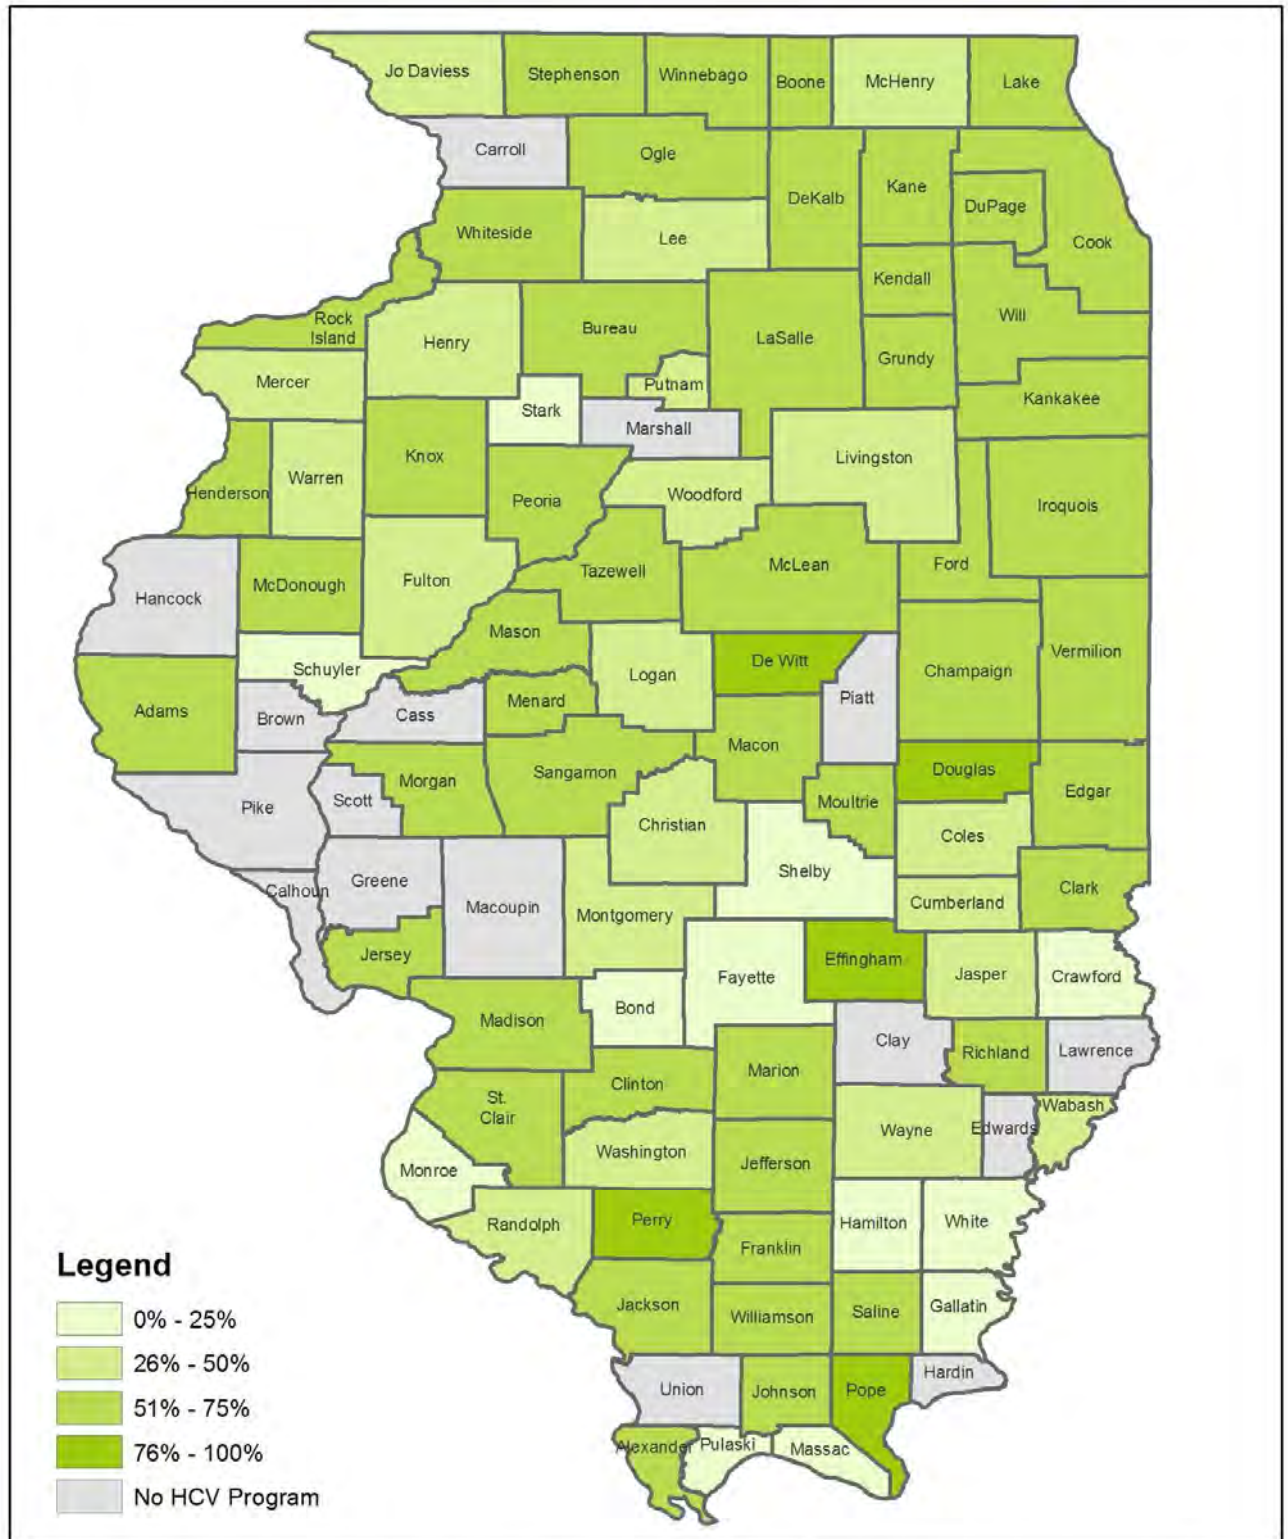 Jo Daviess
Stephenson
Winnebago
Boone
McHenry
Lake
Carroll
Ogle
DeKalb
Kane
DuPage
Cook
Whiteside
Lee
Kendall
Rock
Island
Henry
Bureau
LaSalle
Will
Grundy
Mercer
Putnam
Kankakee
Stark
Marshall
Knox
Livingston
Henderson
Warren
Peoria
Woodford
Iroquois
Hancock
McDonough
Fulton
Tazewell
McLean
Ford
Mason
Schuyler
Logan
De Witt
Champaign
Vermilion
Adams
Brown
Cass
Menard
Piatt
Macon
Pike
Scott
Morgan
Sangamon
Douglas
Edgar
Moultrie
Christian
Coles
Calhoun
Greene
Macoupin
Shelby
Clark
Montgomery
Cumberland
Jersey
Fayette
Effingham
Jasper
Crawford
Bond
Madison
Clay
Richland
Lawrence
Marion
Clinton
St.
Clair
Wabash
Wayne
Edwards
Washington
Jefferson
Monroe
Randolph
Perry
Hamilton
White
Franklin
Jackson
Williamson
Saline
Gallatin
Union
Johnson
Pope
Hardin
Alexander
Pulaski
Massac
Legend
0% - 25%
26% - 50%
51% - 75%
76% - 100%
No HCV Program